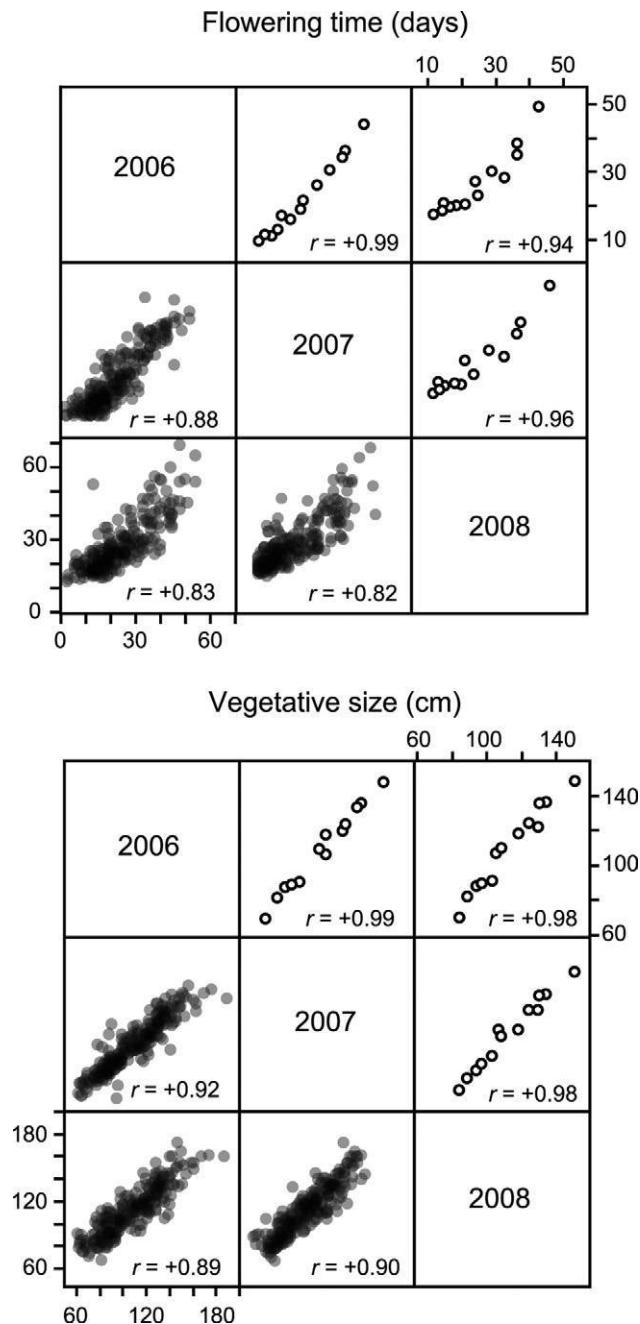 Flowering time (days)
10 30 50
2006
r = +0.99
r = +0.94
50
30
10
r = +0.88
2007
r = +0.96
60
30
0
r = +0.83
r = +0.82
2008
0 30 60
Vegetative size (cm)
60 100 140
2006
r = +0.99
r = +0.98
140
100
60
r = +0.92
2007
r = +0.98
180
120
60
r = +0.89
r = +0.90
2008
60 120 180